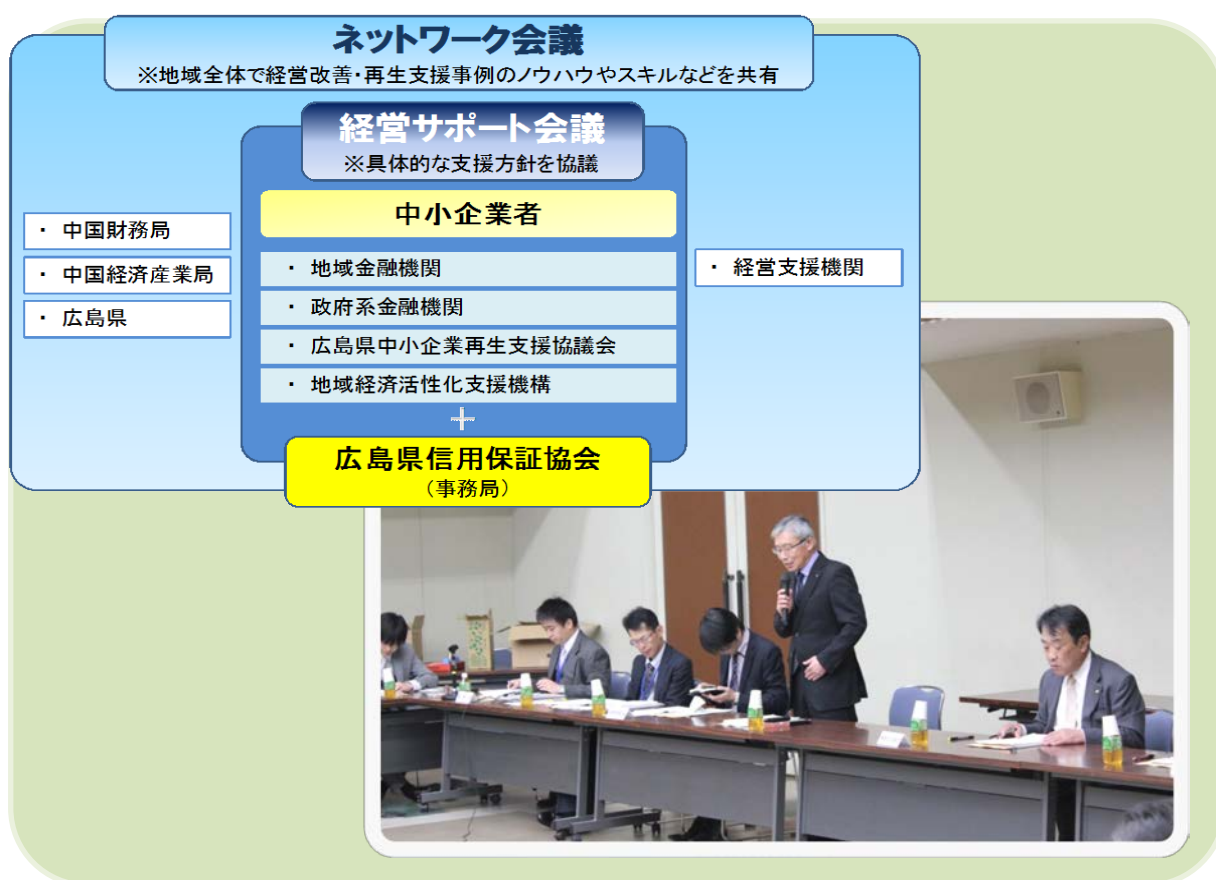 ネットワーク会議
※地域全体で経営改善・再生支援事例のノウハウやスキルなどを共有
経営サポート会議
※具体的な支援方針を協議
中小企業者
・ 中国財務局
・ 中国経済産業局
・ 広島県
・ 地域金融機関
・ 政府系金融機関
・ 広島県中小企業再生支援協議会
・ 地域経済活性化支援機構
・ 経営支援機関
+
広島県信用保証協会
（事務局）